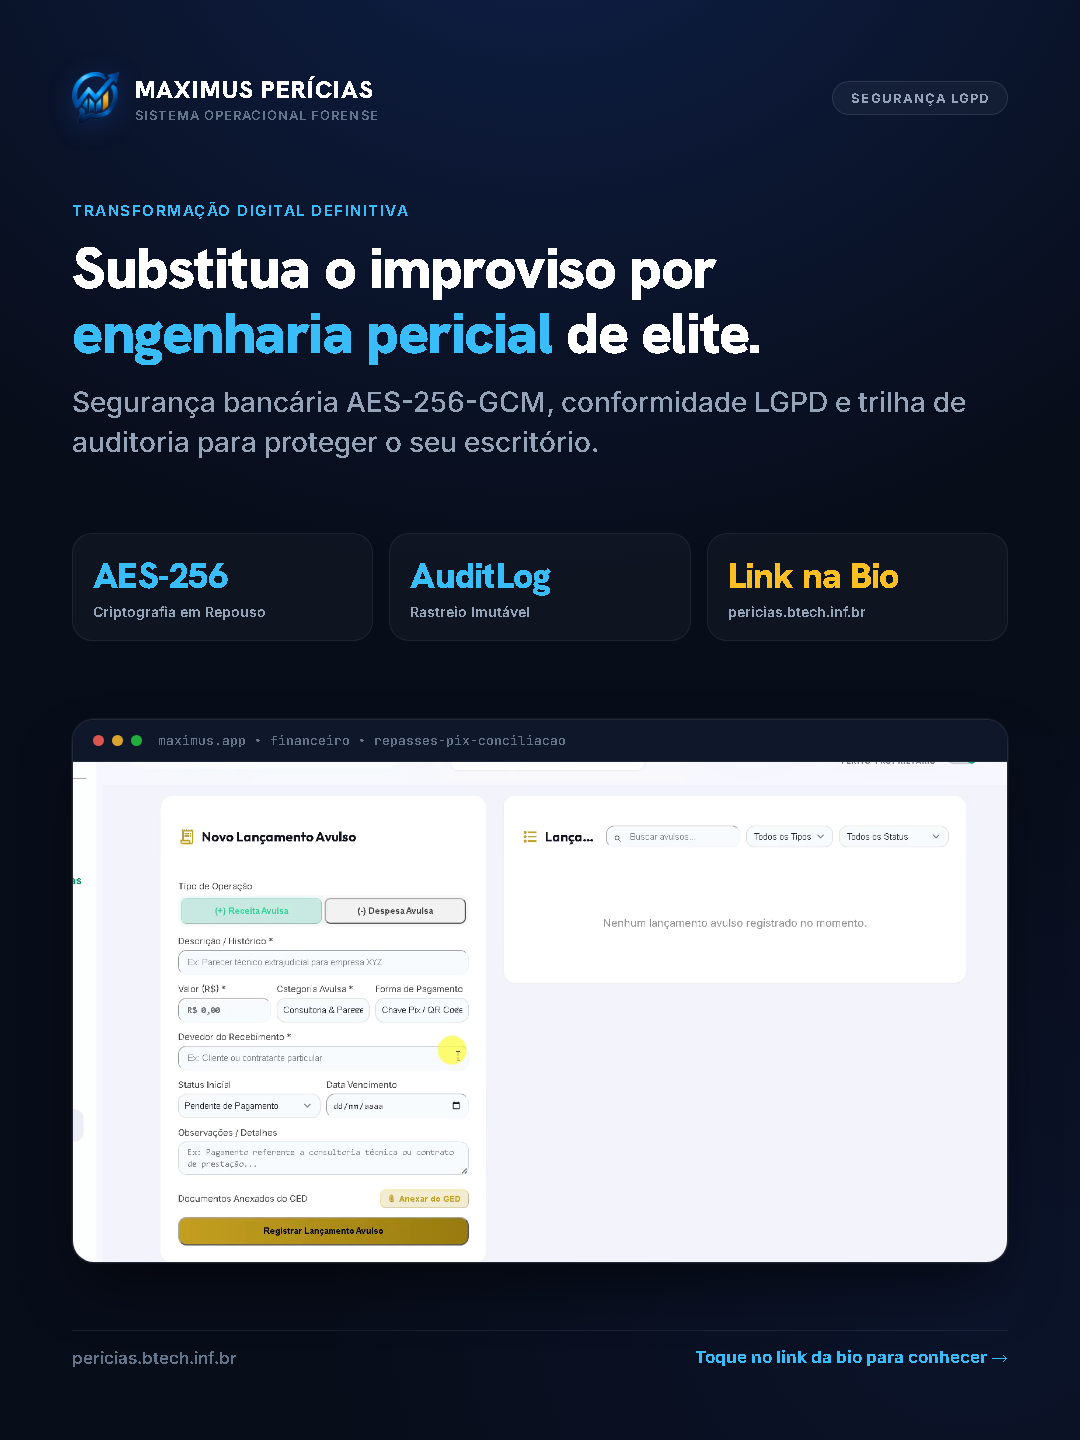 MAXIMUS PERÍCIAS
SISTEMA OPERACIONAL FORENSE
SEGURANÇA LGPD
TRANSFORMAÇÃO DIGITAL DEFINITIVA
Substitua o improviso por
engenharia pericial de elite.
Segurança bancária AES-256-GCM, conformidade LGPD e trilha de
auditoria para proteger o seu escritório.
AES-256
Criptografia em Repouso
AuditLog
Rastreio Imutável
Link na Bio
pericias.btech.inf.br
maximus.app • financeiro • repasses-pix-conciliacao
Novo Lançamento Avulso
Tipo de Operação
(+) Receita Avulsa
(-) Despesa Avulsa
Descrição / Histórico *
Ex: Parecer técnico extrajudicial para empresa XYZ
Valor (R$) *
Categoria Avulsa *
Forma de Pagamento
R$ 0,00
Consultoria & Parece
Chave Pix / QR Code
Devedor do Recebimento *
Ex: Cliente ou contratante particular
Status Inicial
Data Vencimento
Pendente de Pagamento
dd/mm/aaaa
Observações / Detalhes
Ex: Pagamento referente a consultoria técnica ou contrato
de prestação...
Documentos Anexados do GED
Anexar do GED
Registrar Lançamento Avulso
Lança...
Buscar avulsos...
Todos os Tipos
Todos os Status
Nenhum lançamento avulso registrado no momento.
pericias.btech.inf.br
Toque no link da bio para conhecer →